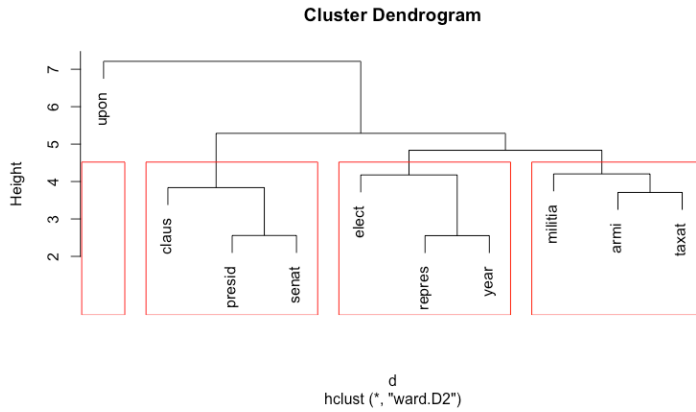 Cluster Dendrogram
Height
7
6
5
4
3
2
upon
claus
presid
senat
elect
repres
year
militia
armi
taxat
d
hclust (*, "ward.D2")